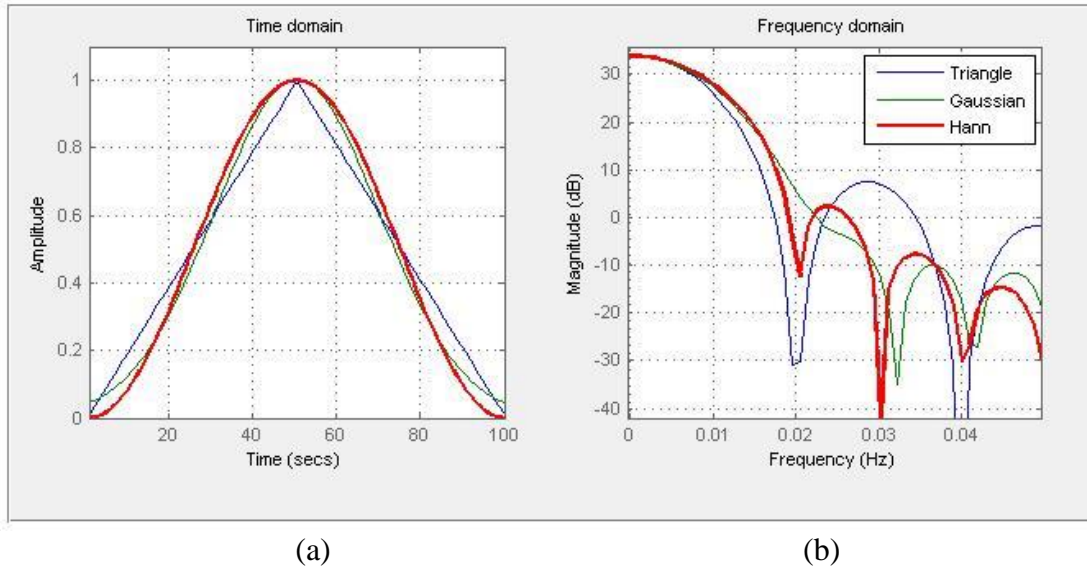 Time domain
Amplitude
1
0.8
0.6
0.4
0.2
0
20
40
60
80
100
Time (secs)
Frequency domain
Magnitude (dB)
30
20
10
0
-10
-20
-30
-40
0
0.01
0.02
0.03
0.04
Frequency (Hz)
Triangle
Gaussian
Hann
(a)
(b)